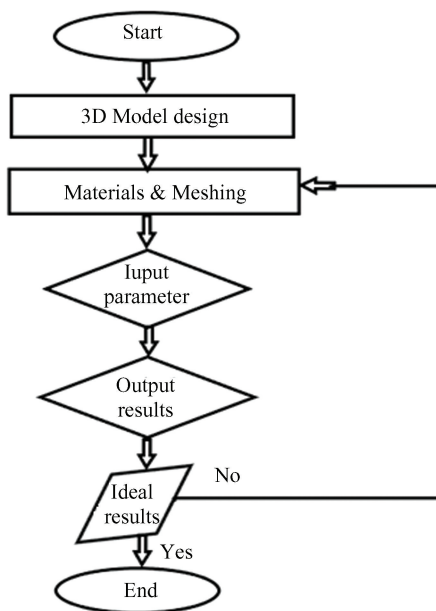 Start
3D Model design
Materials & Meshing
Iuput
parameter
Output
results
Ideal
results
No
Yes
End